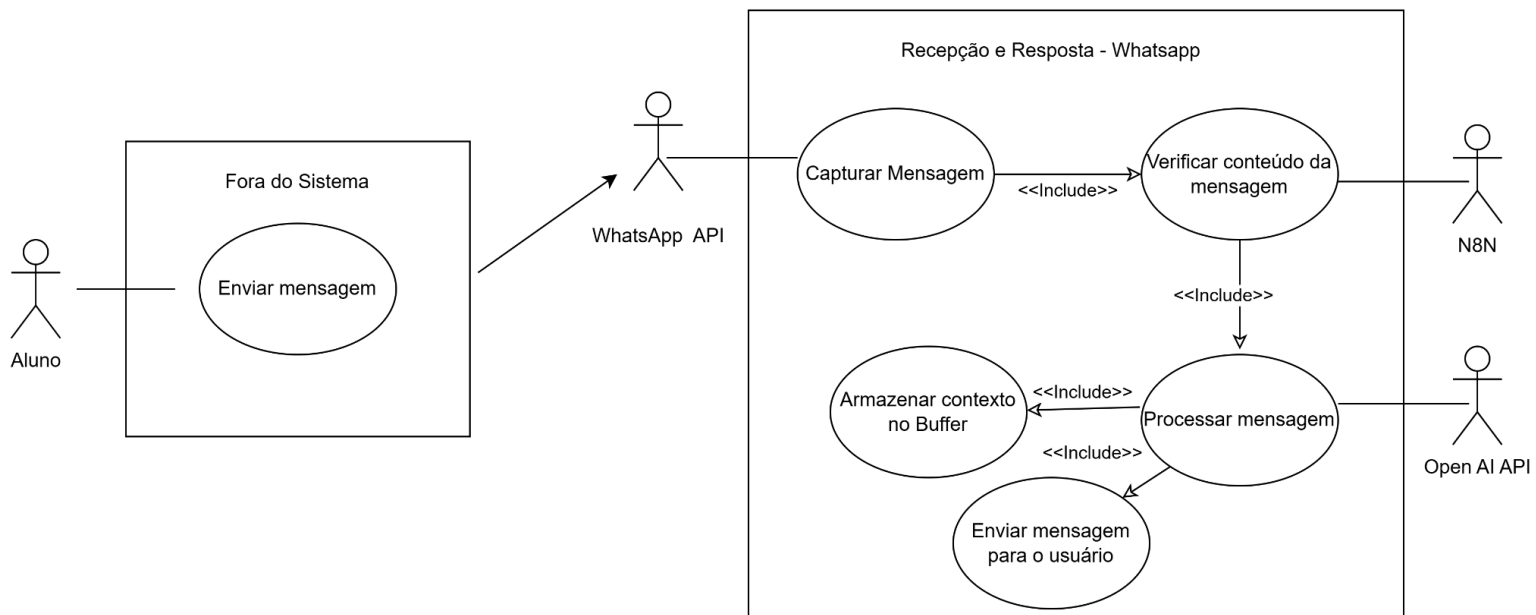 Recepção e Resposta - Whatsapp
Fora do Sistema
Enviar mensagem
Aluno
WhatsApp API
Capturar Mensagem
<<Include>>
Verificar conteúdo da
mensagem
N8N
<<Include>>
Armazenar contexto
no Buffer
<<Include>>
Processar mensagem
Open AI API
<<Include>>
Enviar mensagem
para o usuário